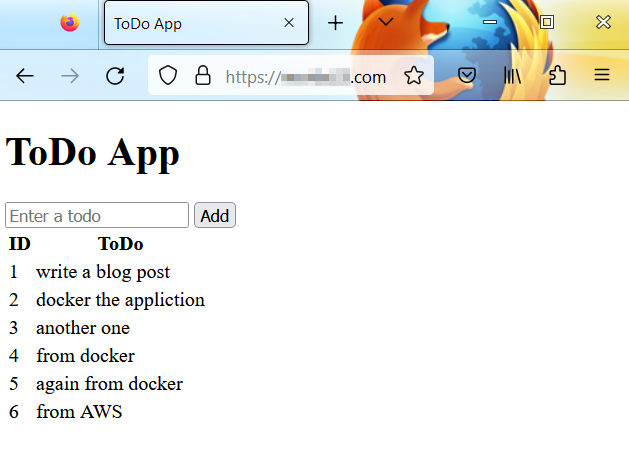 ToDo App
https:// .com
ToDo App
Enter a todo
Add
ID ToDo
1 write a blog post
2 docker the appliction
3 another one
4 from docker
5 again from docker
6 from AWS